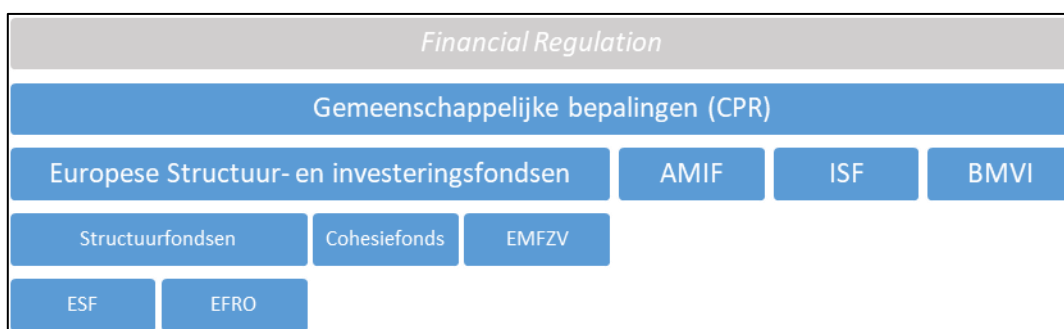 Financial Regulation
Gemeenschappelijke bepalingen (CPR)
Europese Structuur- en investeringsfondsen AMIF ISF BMVI
Structuurfondsen Cohesiefonds EMFZV
ESF EFRO